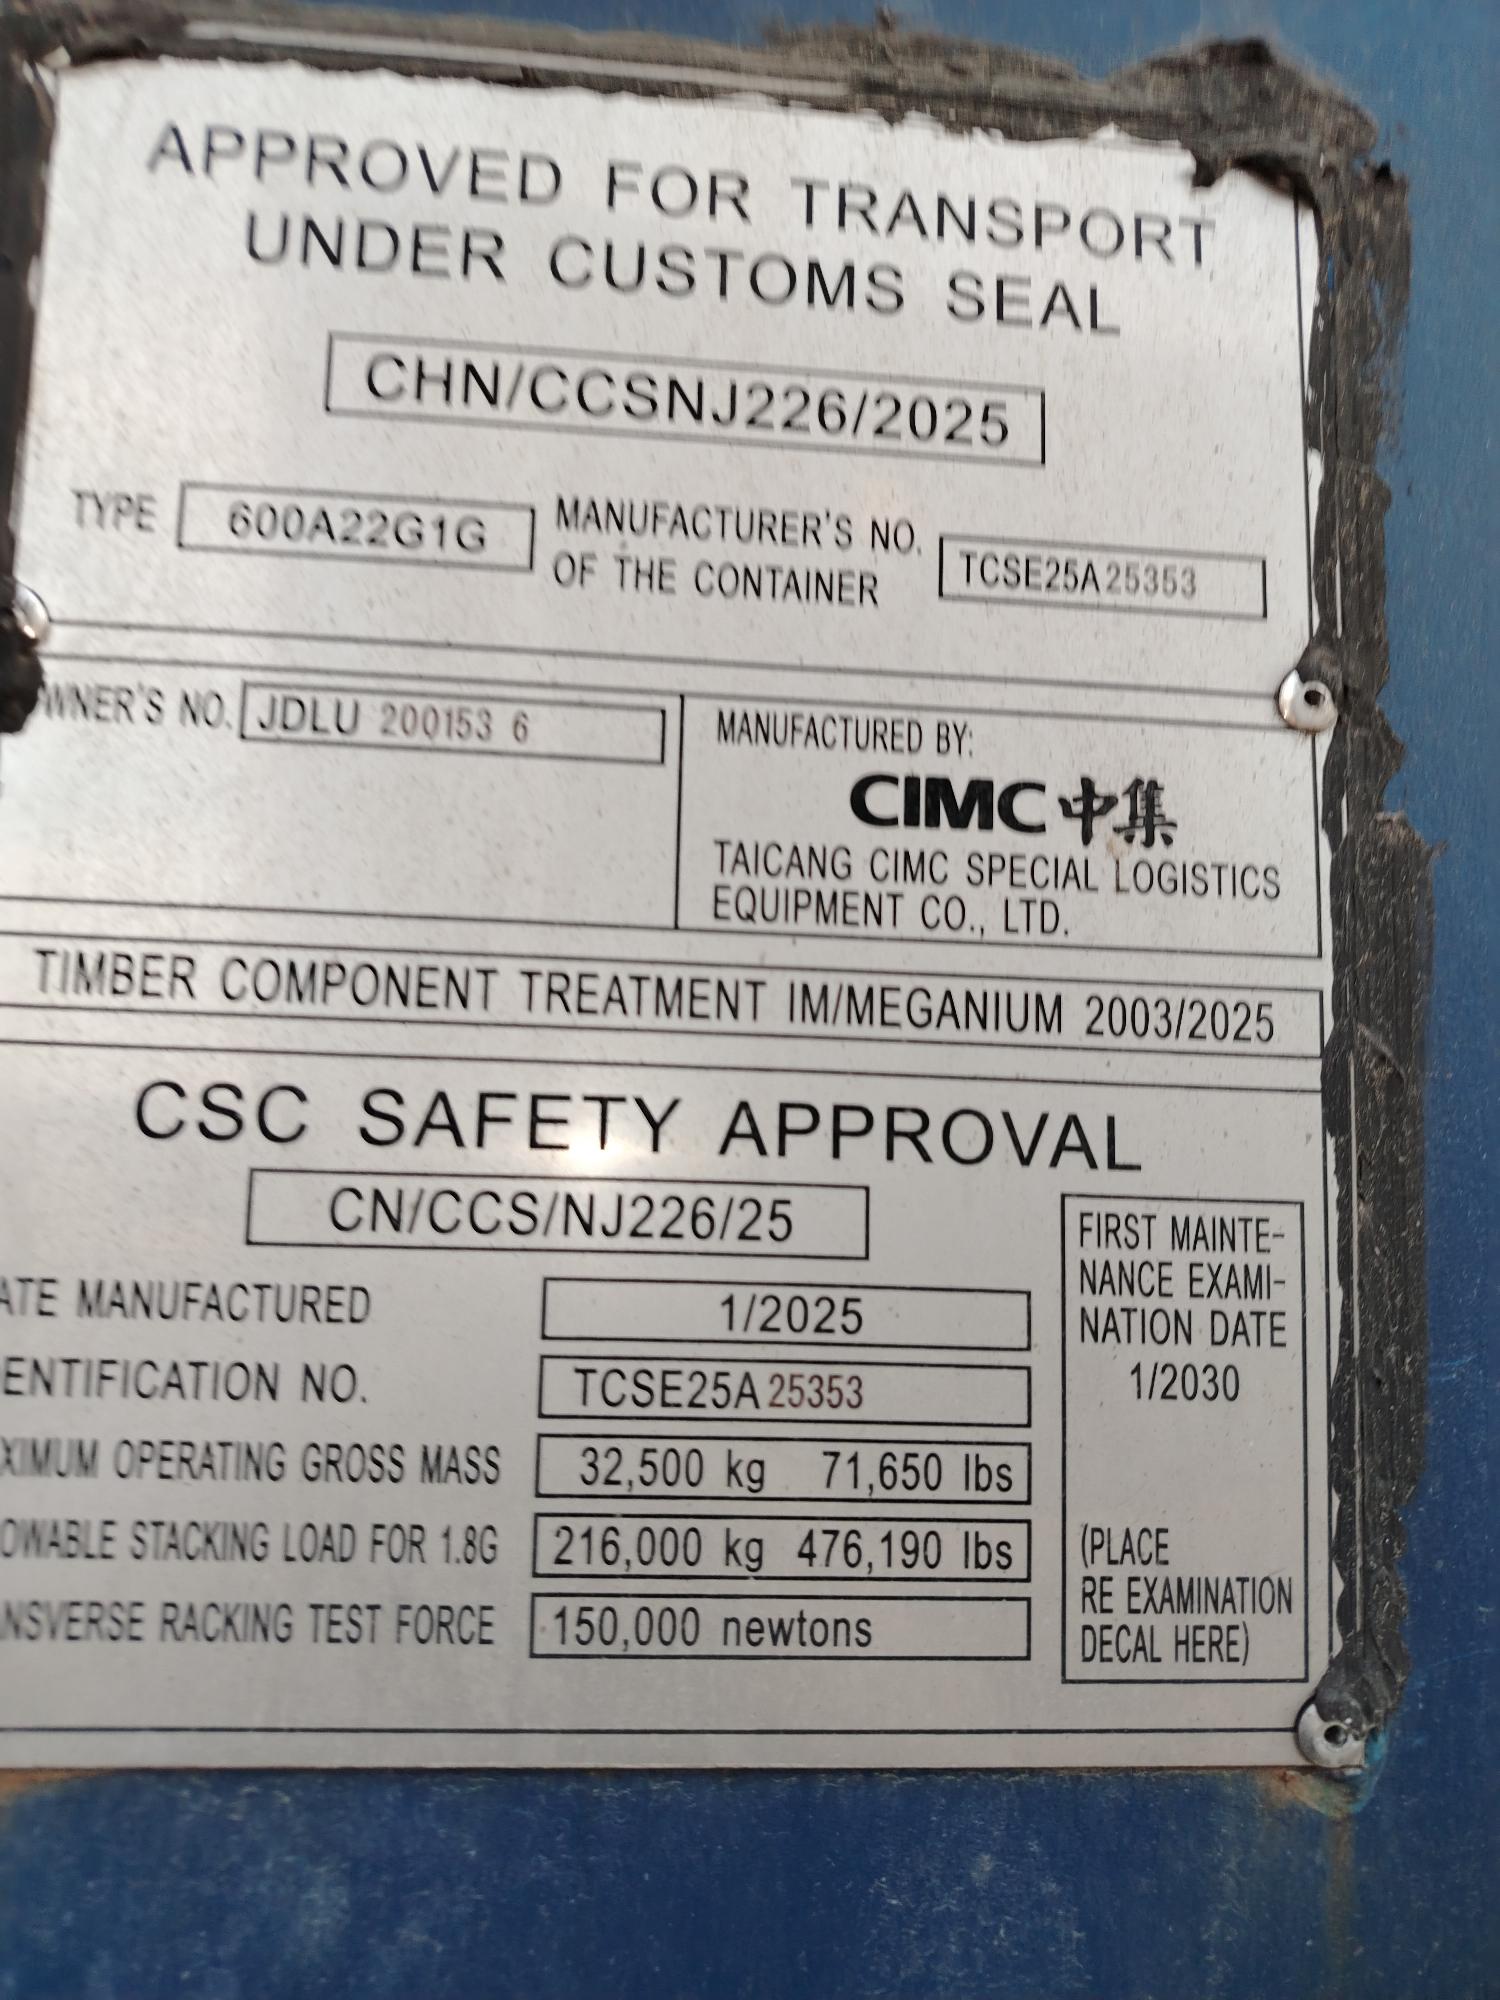 APPROVED FOR TRANSPORT
UNDER CUSTOMS SEAL
CHN/CCSNJ226/2025
TYPE 600A22G1G MANUFACTURER'S NO. OF THE CONTAINER TCSE25A25353
WNER'S NO. JDLU 200153 6
MANUFACTURED BY:
CIMC中集
TAICANG CIMC SPECIAL LOGISTICS
EQUIPMENT CO., LTD.
TIMBER COMPONENT TREATMENT IM/MEGANIUM 2003/2025
CSC SAFETY APPROVAL
CN/CCS/NJ226/25
ATE MANUFACTURED 1/2025
ENTIFICATION NO. TCSE25A25353
XIMUM OPERATING GROSS MASS 32,500 kg 71,650 lbs
OWABLE STACKING LOAD FOR 1.8G 216,000 kg 476,190 lbs
NSVERSE RACKING TEST FORCE 150,000 newtons
FIRST MAINTE-
NANCE EXAMI-
NATION DATE
1/2030
(PLACE
RE EXAMINATION
DECAL HERE)